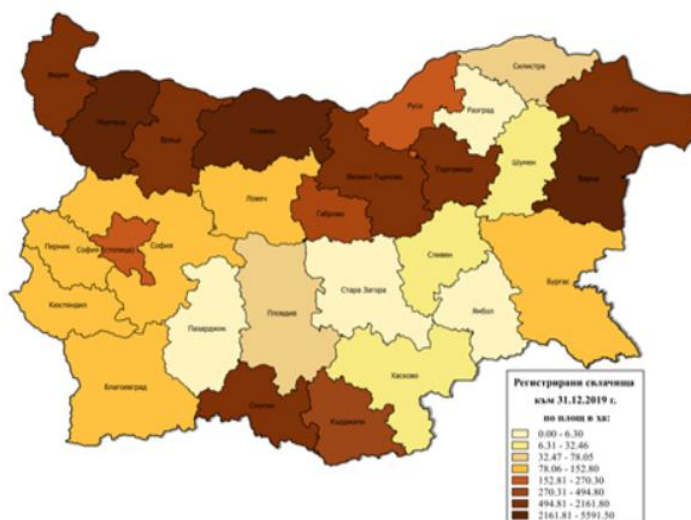 Видин
Монтана
Враца
Плевен
Велико Търново
Русе
Разград
Силистра
Добрич
Търговище
Шумен
Варна
Габрово
Ловеч
Перник
София (столица)
София
Кюстендил
Благоевград
Пазарджик
Пловдив
Стара Загора
Сливен
Ямбол
Бургас
Хасково
Смолян
Кърджали
Регистрирани свлачища
към 31.12.2019 г.
по площ в ха:
0.00 - 6.30
6.31 - 32.46
32.47 - 78.05
78.06 - 152.80
152.81 - 270.30
270.31 - 494.80
494.81 - 2161.80
2161.81 - 5591.50